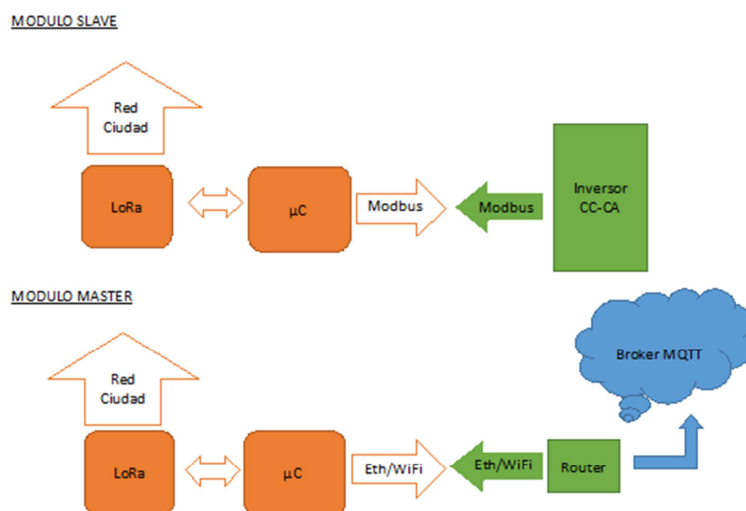 MODULO SLAVE
Red
Ciudad
LoRa
µC
Modbus
Modbus
Inversor
CC-CA
MODULO MASTER
Red
Ciudad
Broker MQTT
LoRa
µC
Eth/WiFi
Eth/WiFi
Router